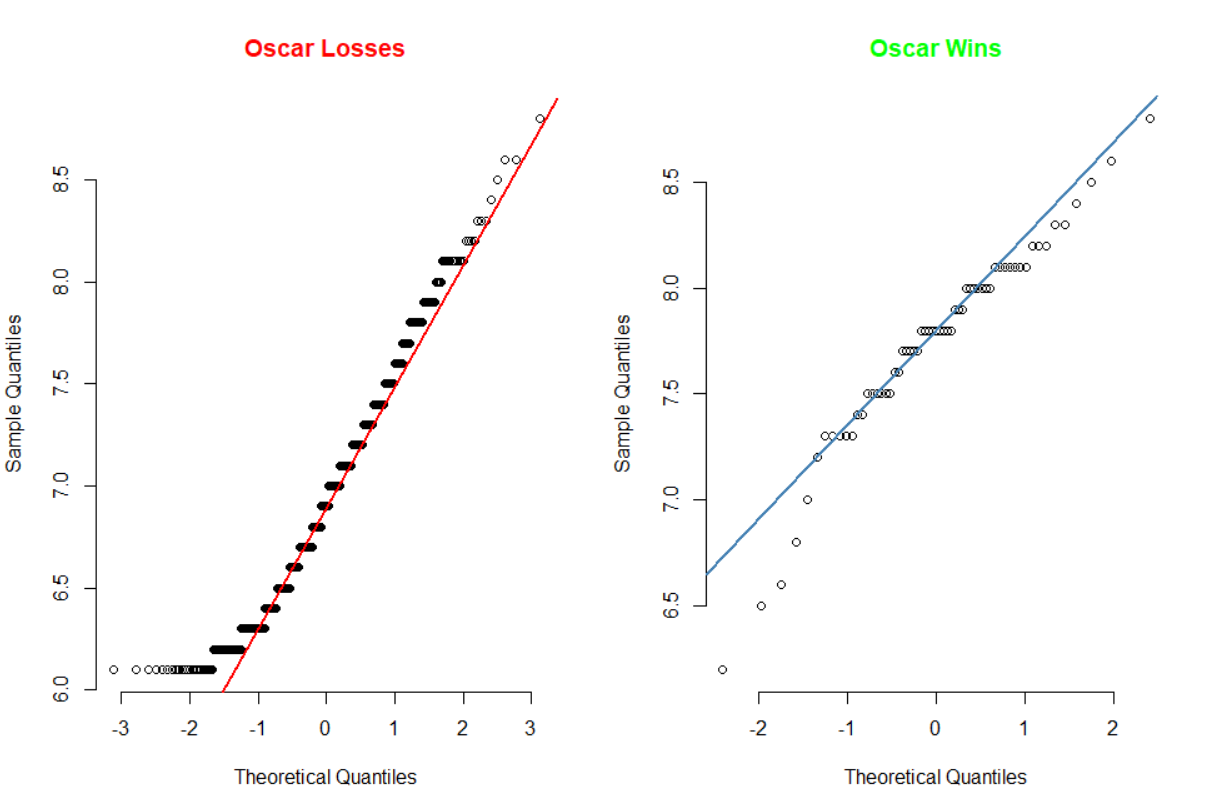 Oscar Losses
Sample Quantiles
8.5
8.0
7.5
7.0
6.5
6.0
-3 -2 -1 0 1 2 3
Theoretical Quantiles
Oscar Wins
Sample Quantiles
8.5
8.0
7.5
7.0
6.5
-2 -1 0 1 2
Theoretical Quantiles